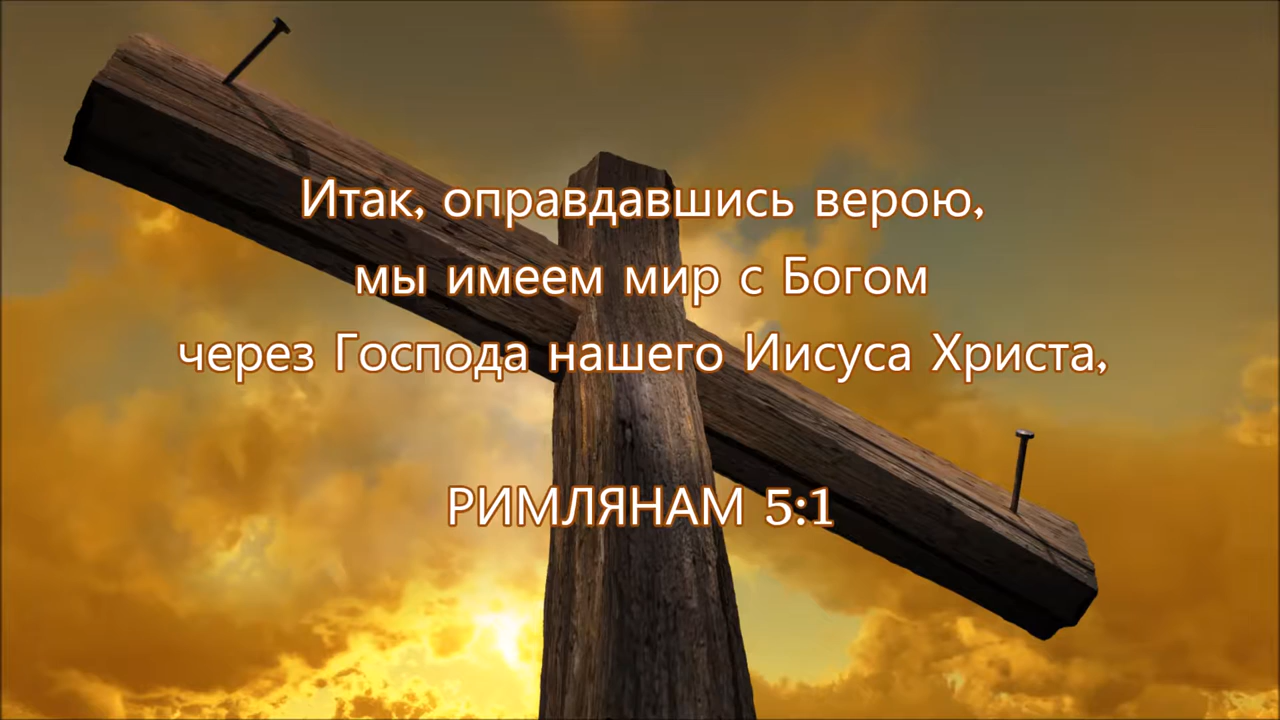 Итак, оправдавшись верою,
мы имеем мир с Богом
через Господа нашего Иисуса Христа,
РИМЛЯНАМ 5:1